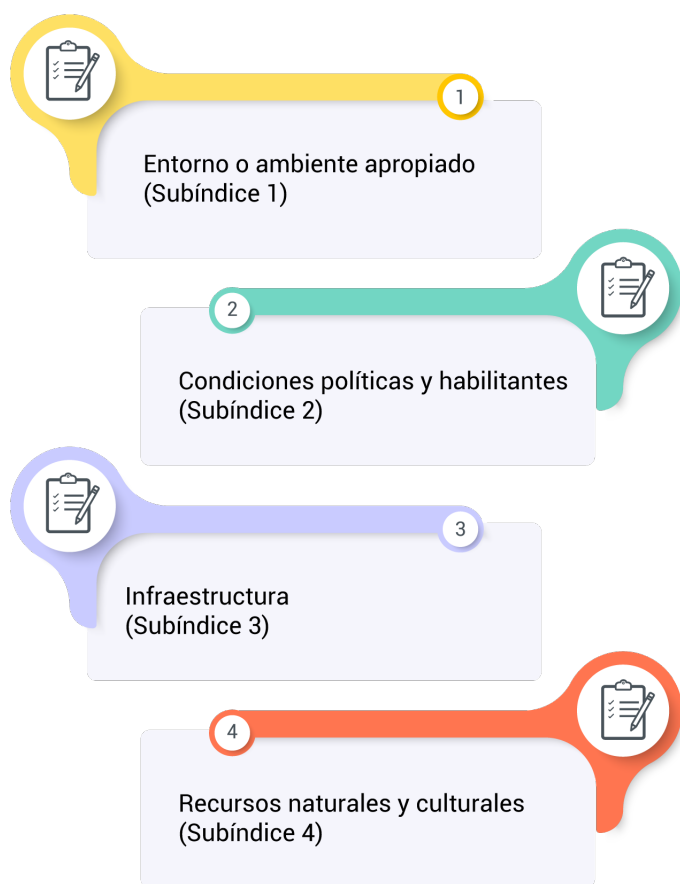 1
Entorno o ambiente apropiado
(Subíndice 1)
2
Condiciones políticas y habilitantes
(Subíndice 2)
3
Infraestructura
(Subíndice 3)
4
Recursos naturales y culturales
(Subíndice 4)